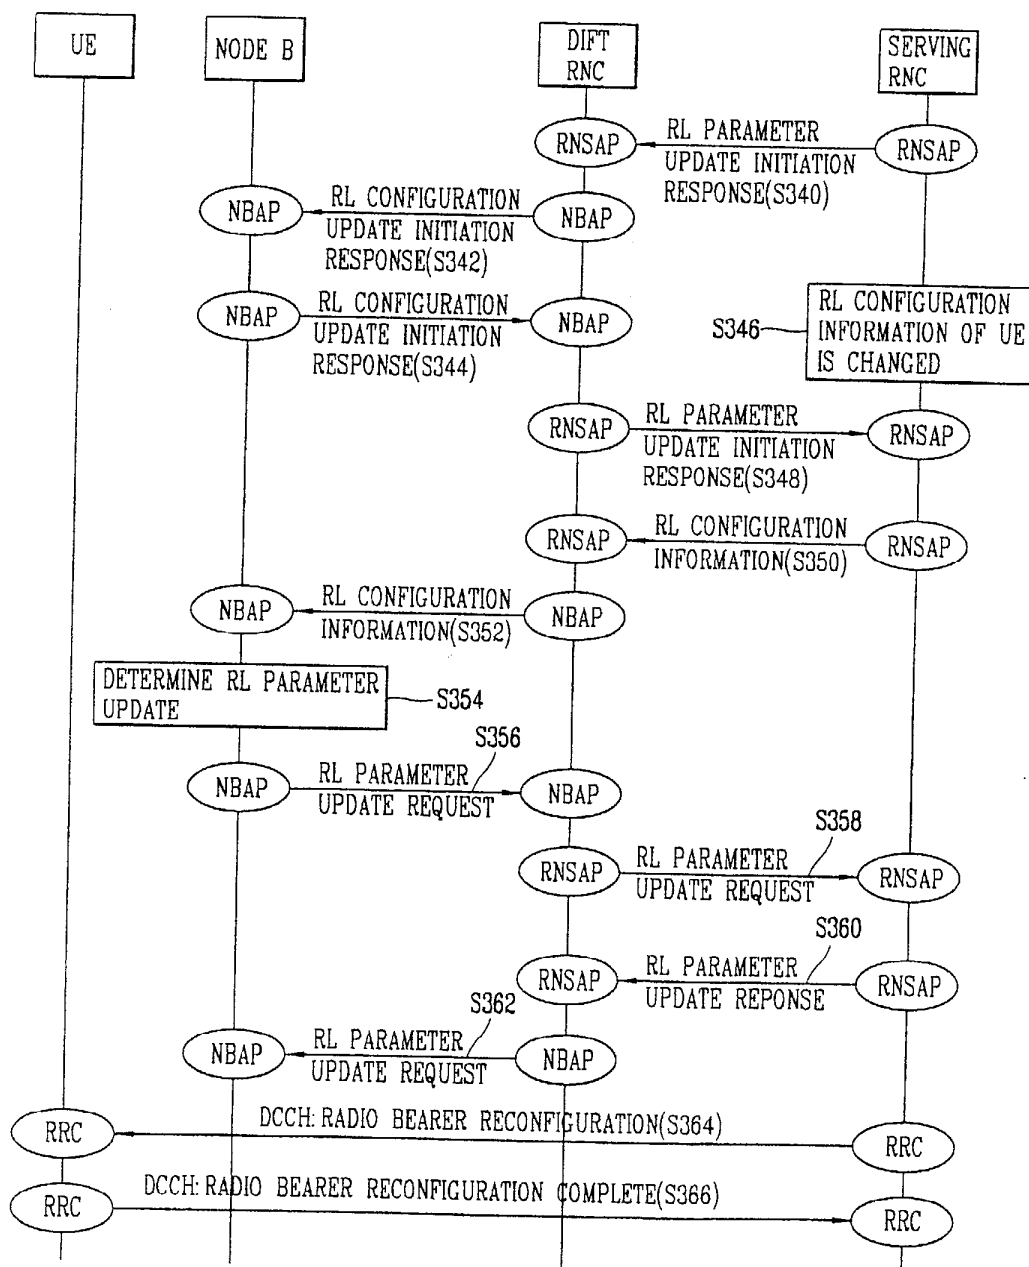 UE
NODE B
DIFT
RNC
SERVING
RNC
RNSAP
RL PARAMETER
UPDATE INITIATION
RESPONSE(S340)
RNSAP
NBAP
RL CONFIGURATION
UPDATE INITIATION
RESPONSE(S342)
NBAP
NBAP
RL CONFIGURATION
UPDATE INITIATION
RESPONSE(S344)
NBAP
S346
RL CONFIGURATION
INFORMATION OF UE
IS CHANGED
RNSAP
RL PARAMETER
UPDATE INITIATION
RESPONSE(S348)
RNSAP
RNSAP
RL CONFIGURATION
INFORMATION(S350)
RNSAP
NBAP
RL CONFIGURATION
INFORMATION(S352)
NBAP
DETERMINE RL PARAMETER
UPDATE
S354
S356
NBAP
RL PARAMETER
UPDATE REQUEST
NBAP
S358
RNSAP
RL PARAMETER
UPDATE REQUEST
RNSAP
S360
RNSAP
RL PARAMETER
UPDATE REPONSE
RNSAP
S362
NBAP
RL PARAMETER
UPDATE REQUEST
NBAP
RRC
DCCH: RADIO BEARER RECONFIGURATION(S364)
RRC
RRC
DCCH: RADIO BEARER RECONFIGURATION COMPLETE(S366)
RRC